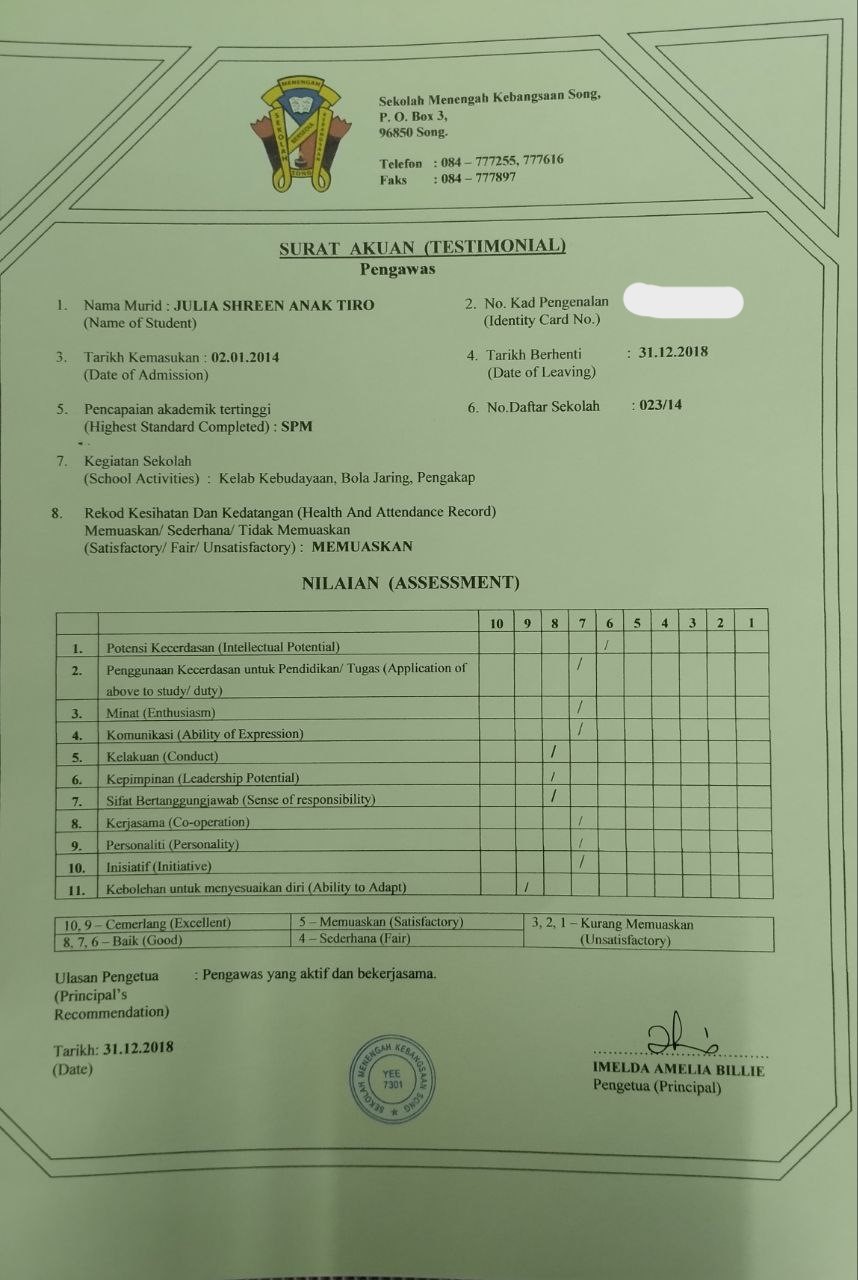 MENENGAH
SEKOLAH
BERSEDIA
KEBANGSAAN
SONG
Sekolah Menengah Kebangsaan Song,
P. O. Box 3,
96850 Song.
Telefon : 084 – 777255, 777616
Faks : 084 – 777897
SURAT AKUAN (TESTIMONIAL)
Pengawas
1. Nama Murid : JULIA SHREEN ANAK TIRO
(Name of Student)
2. No. Kad Pengenalan
(Identity Card No.)
3. Tarikh Kemasukan : 02.01.2014
(Date of Admission)
4. Tarikh Berhenti : 31.12.2018
(Date of Leaving)
5. Pencapaian akademik tertinggi
(Highest Standard Completed) : SPM
6. No.Daftar Sekolah : 023/14
7. Kegiatan Sekolah
(School Activities) : Kelab Kebudayaan, Bola Jaring, Pengakap
8. Rekod Kesihatan Dan Kedatangan (Health And Attendance Record)
Memuaskan/ Sederhana/ Tidak Memuaskan
(Satisfactory/ Fair/ Unsatisfactory) : MEMUASKAN
NILAIAN (ASSESSMENT)
10 9 8 7 6 5 4 3 2 1
1. Potensi Kecerdasan (Intellectual Potential) /
2. Penggunaan Kecerdasan untuk Pendidikan/ Tugas (Application of /
above to study/ duty)
3. Minat (Enthusiasm) /
4. Komunikasi (Ability of Expression) /
5. Kelakuan (Conduct) /
6. Kepimpinan (Leadership Potential) /
7. Sifat Bertanggungjawab (Sense of responsibility) /
8. Kerjasama (Co-operation) /
9. Personaliti (Personality) /
10. Inisiatif (Initiative) /
11. Kebolehan untuk menyesuaikan diri (Ability to Adapt) /
10, 9 – Cemerlang (Excellent)
8, 7, 6 – Baik (Good)
5 – Memuaskan (Satisfactory)
4 – Sederhana (Fair)
3, 2, 1 – Kurang Memuaskan
(Unsatisfactory)
Ulasan Pengetua : Pengawas yang aktif dan bekerjasama.
(Principal's
Recommendation)
Tarikh: 31.12.2018
(Date)
SEKOLAH MENENGAH KEBANGSAAN SONG
YEE
7301
IMELDA AMELIA BILLIE
Pengetua (Principal)